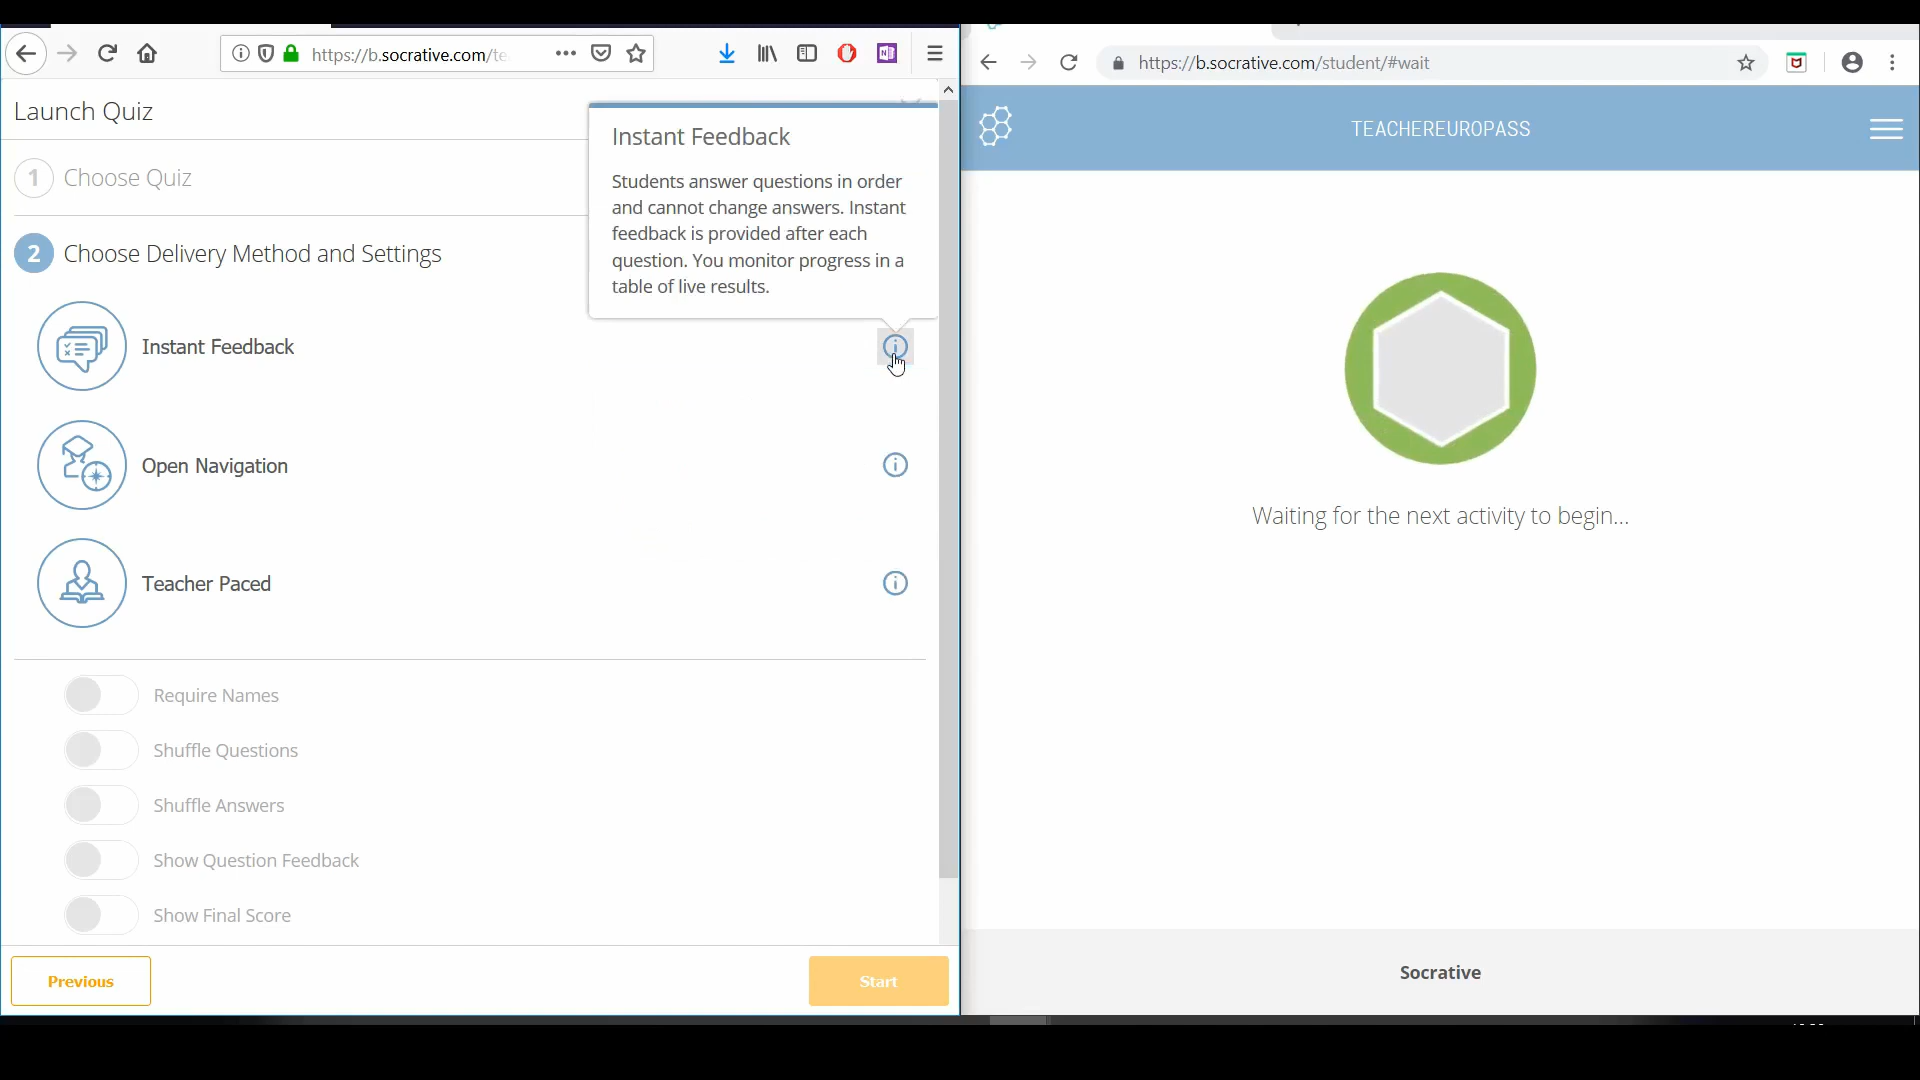 https://b.socrative.com/te
Launch Quiz
1 Choose Quiz
2 Choose Delivery Method and Settings
Instant Feedback
Students answer questions in order
and cannot change answers. Instant
feedback is provided after each
question. You monitor progress in a
table of live results.
Instant Feedback
Open Navigation
Teacher Paced
Require Names
Shuffle Questions
Shuffle Answers
Show Question Feedback
Show Final Score
Previous
Start
https://b.socrative.com/student/#wait
TEACHEREUROPASS
Waiting for the next activity to begin...
Socrative